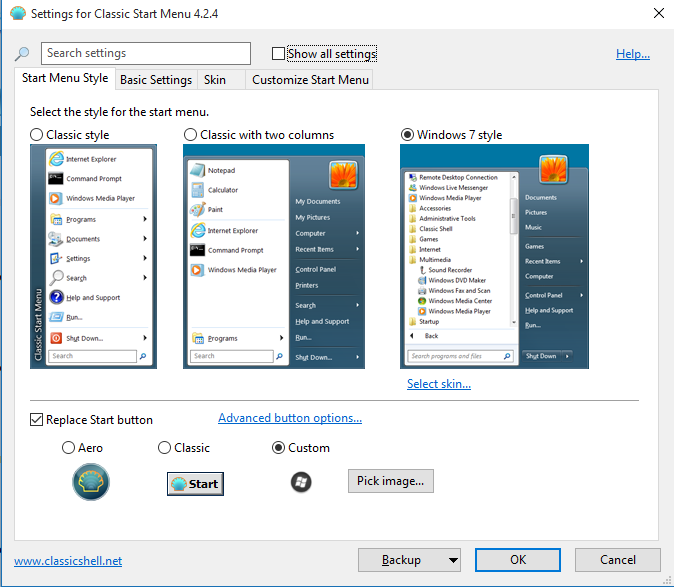 Settings for Classic Start Menu 4.2.4
Search settings
Show all settings
Help...
Start Menu Style
Basic Settings
Skin
Customize Start Menu
Select the style for the start menu.
Classic style
Classic with two columns
Windows 7 style
Internet Explorer
Command Prompt
Windows Media Player
Programs
Documents
Settings
Search
Help and Support
Run...
Shut Down...
Search
Classic Start Menu
Notepad
Calculator
Paint
Internet Explorer
Command Prompt
Windows Media Player
Programs
Search
My Documents
My Pictures
Computer
Recent Items
Control Panel
Printers
Search
Help and Support
Run...
Shut Down...
Remote Desktop Connection
Windows Live Messenger
Windows Media Player
Accessories
Administrative Tools
Classic Shell
Games
Internet
Multimedia
Sound Recorder
Windows DVD Maker
Windows Fax and Scan
Windows Media Center
Windows Media Player
Startup
Back
Search programs and files
Documents
Pictures
Music
Games
Recent Items
Computer
Control Panel
Help and Support
Run...
Shut Down
Select skin...
Replace Start button
Advanced button options...
Aero
Classic
Custom
Start
Pick image...
www.classicshell.net
Backup
OK
Cancel